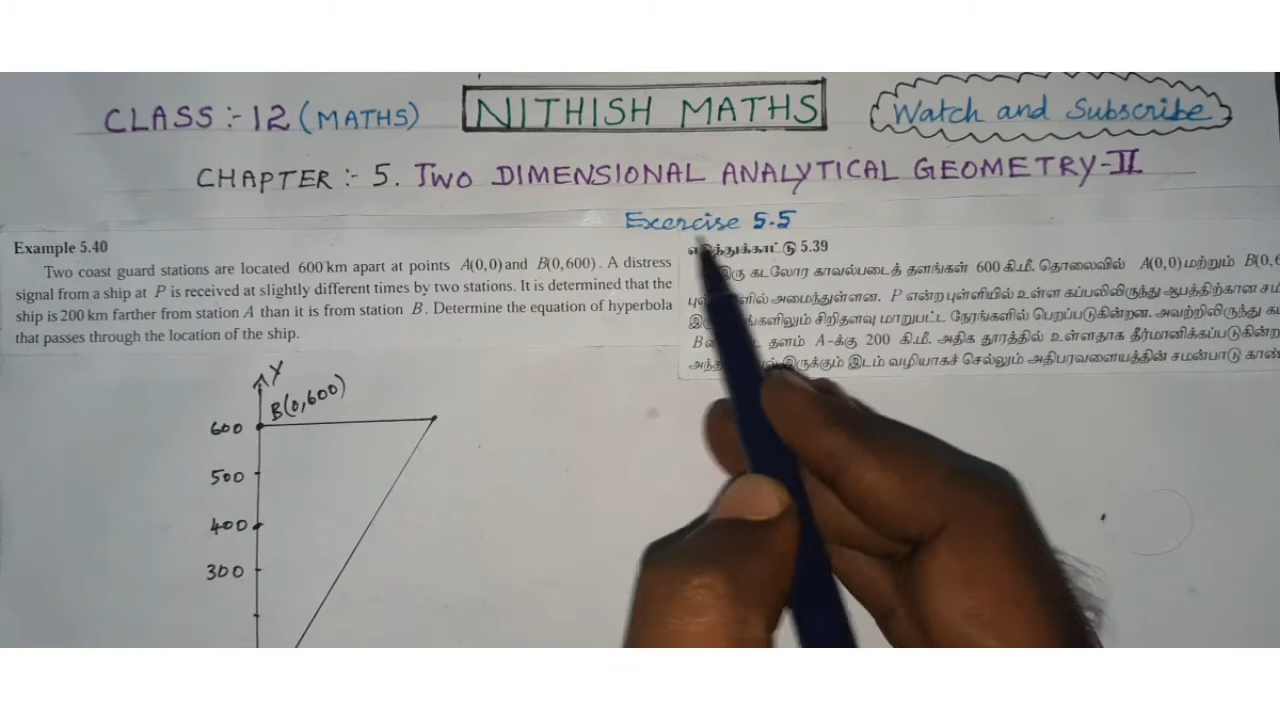 CLASS :- 12 (MATHS)
NITHISH MATHS
Watch and Subscribe
CHAPTER :- 5. TWO DIMENSIONAL ANALYTICAL GEOMETRY-II
Exercise 5.5
Example 5.40
Two coast guard stations are located 600 km apart at points A(0,0) and B(0,600). A distress
signal from a ship at P is received at slightly different times by two stations. It is determined that the
ship is 200 km farther from station A than it is from station B. Determine the equation of hyperbola
that passes through the location of the ship.
எடுத்துக்காட்டு 5.39
இரு கடலோர காவல்படைத் தளங்கள் 600 கி.மீ. தொலைவில் A(0,0) மற்றும்
அமைந்துள்ளன. P என்ற புள்ளியில் உள்ள கப்பலிலிருந்து ஆபத்திற்கான
சிறிதளவு மாறுபட்ட நேரங்களில் பெறப்படுகின்றன. அவற்றிலிருந்து
தளம் A-க்கு 200 கி.மீ. அதிக தூரத்தில் உள்ளதாக
இருக்கும் இடம் வழியாகச் செல்லும் அதிபரவளையத்தின் சமன்பாடு
Y
B(0,600)
600
500
400
300